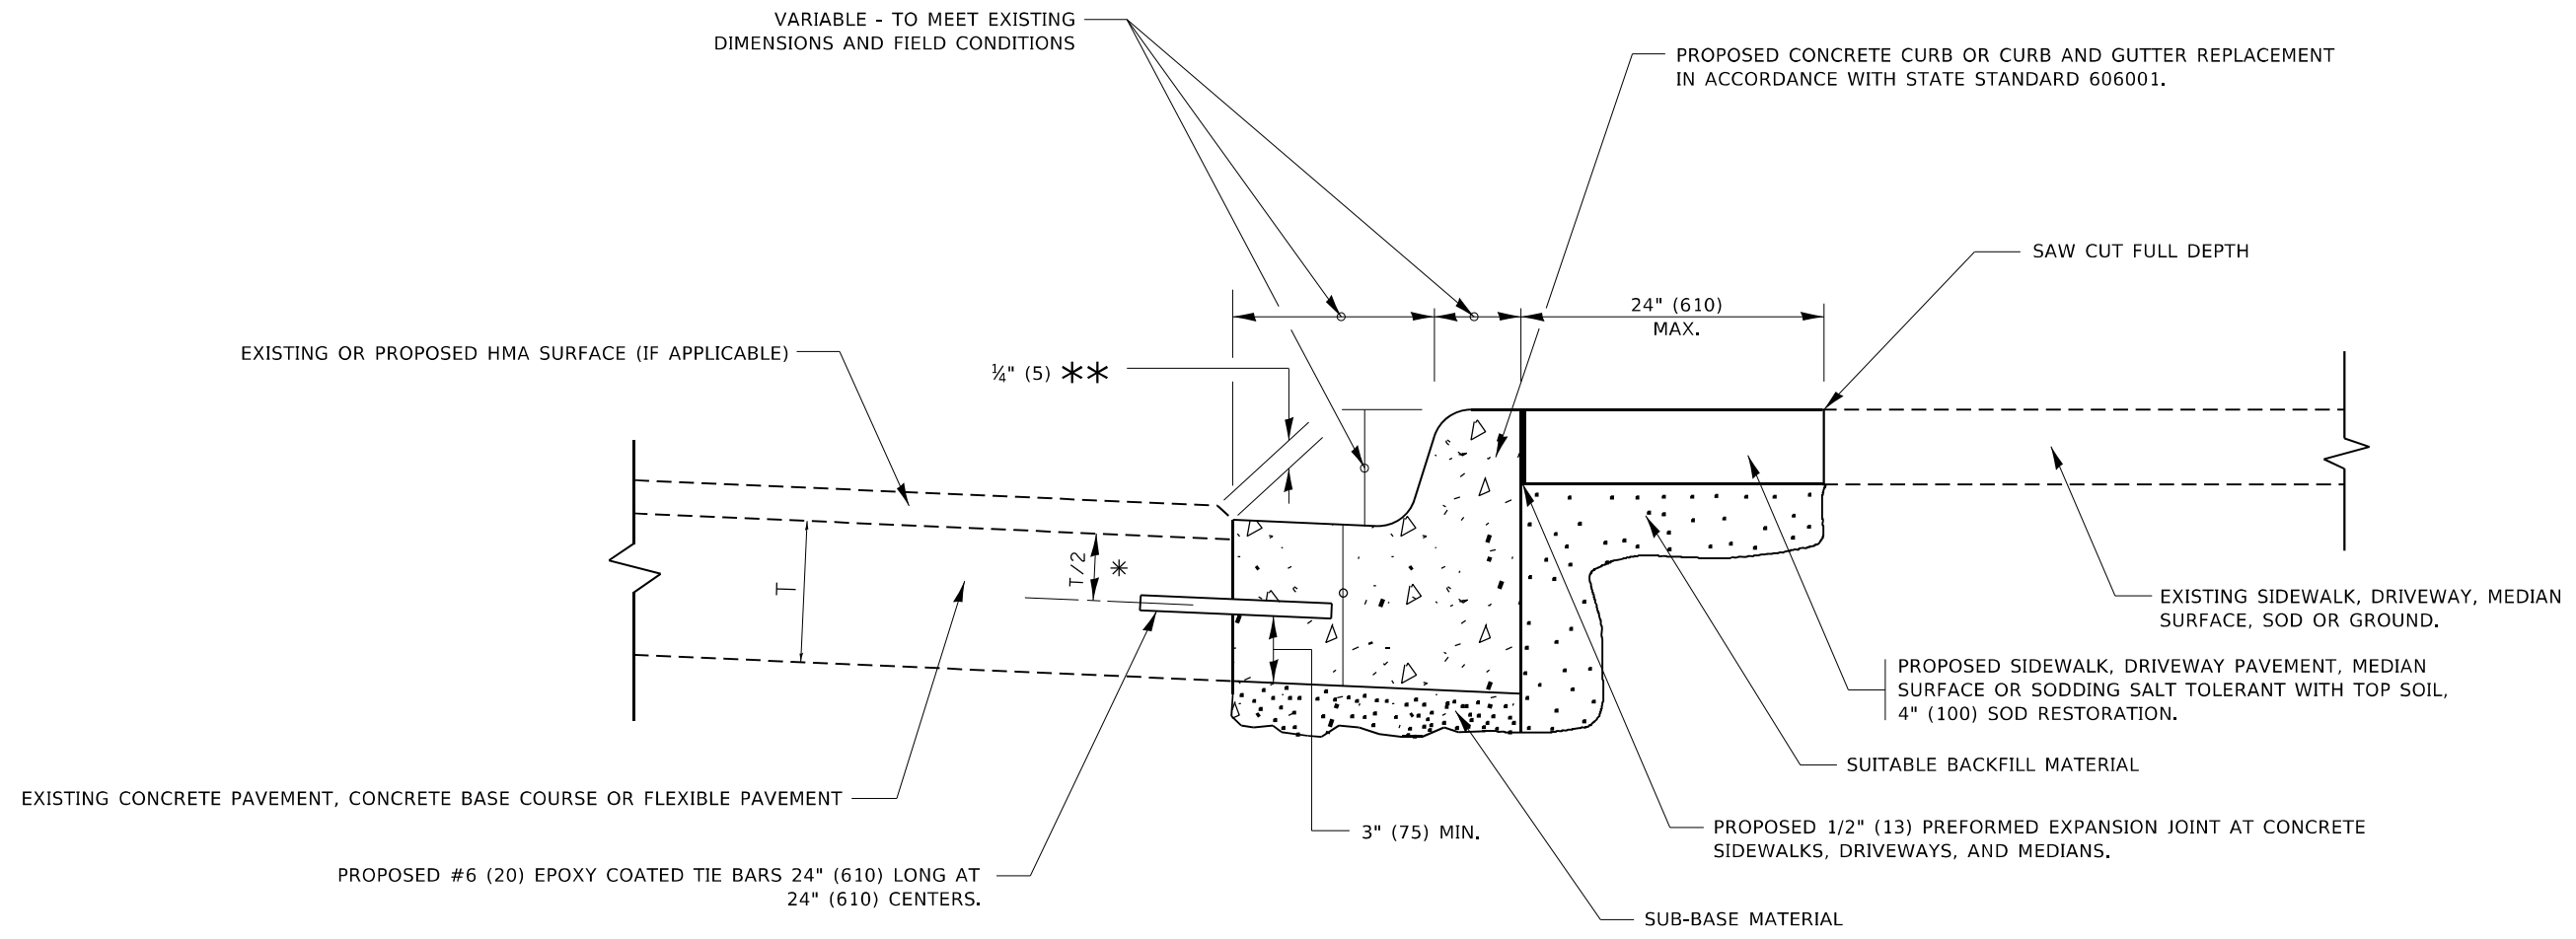 VARIABLE - TO MEET EXISTING
DIMENSIONS AND FIELD CONDITIONS
PROPOSED CONCRETE CURB OR CURB AND GUTTER REPLACEMENT
IN ACCORDANCE WITH STATE STANDARD 606001.
SAW CUT FULL DEPTH
24" (610)
MAX.
EXISTING OR PROPOSED HMA SURFACE (IF APPLICABLE)
¼" (5) **
T
T/2
*
EXISTING SIDEWALK, DRIVEWAY, MEDIAN
SURFACE, SOD OR GROUND.
PROPOSED SIDEWALK, DRIVEWAY PAVEMENT, MEDIAN
SURFACE OR SODDING SALT TOLERANT WITH TOP SOIL,
4" (100) SOD RESTORATION.
SUITABLE BACKFILL MATERIAL
EXISTING CONCRETE PAVEMENT, CONCRETE BASE COURSE OR FLEXIBLE PAVEMENT
3" (75) MIN.
PROPOSED 1/2" (13) PREFORMED EXPANSION JOINT AT CONCRETE
SIDEWALKS, DRIVEWAYS, AND MEDIANS.
PROPOSED #6 (20) EPOXY COATED TIE BARS 24" (610) LONG AT
24" (610) CENTERS.
SUB-BASE MATERIAL